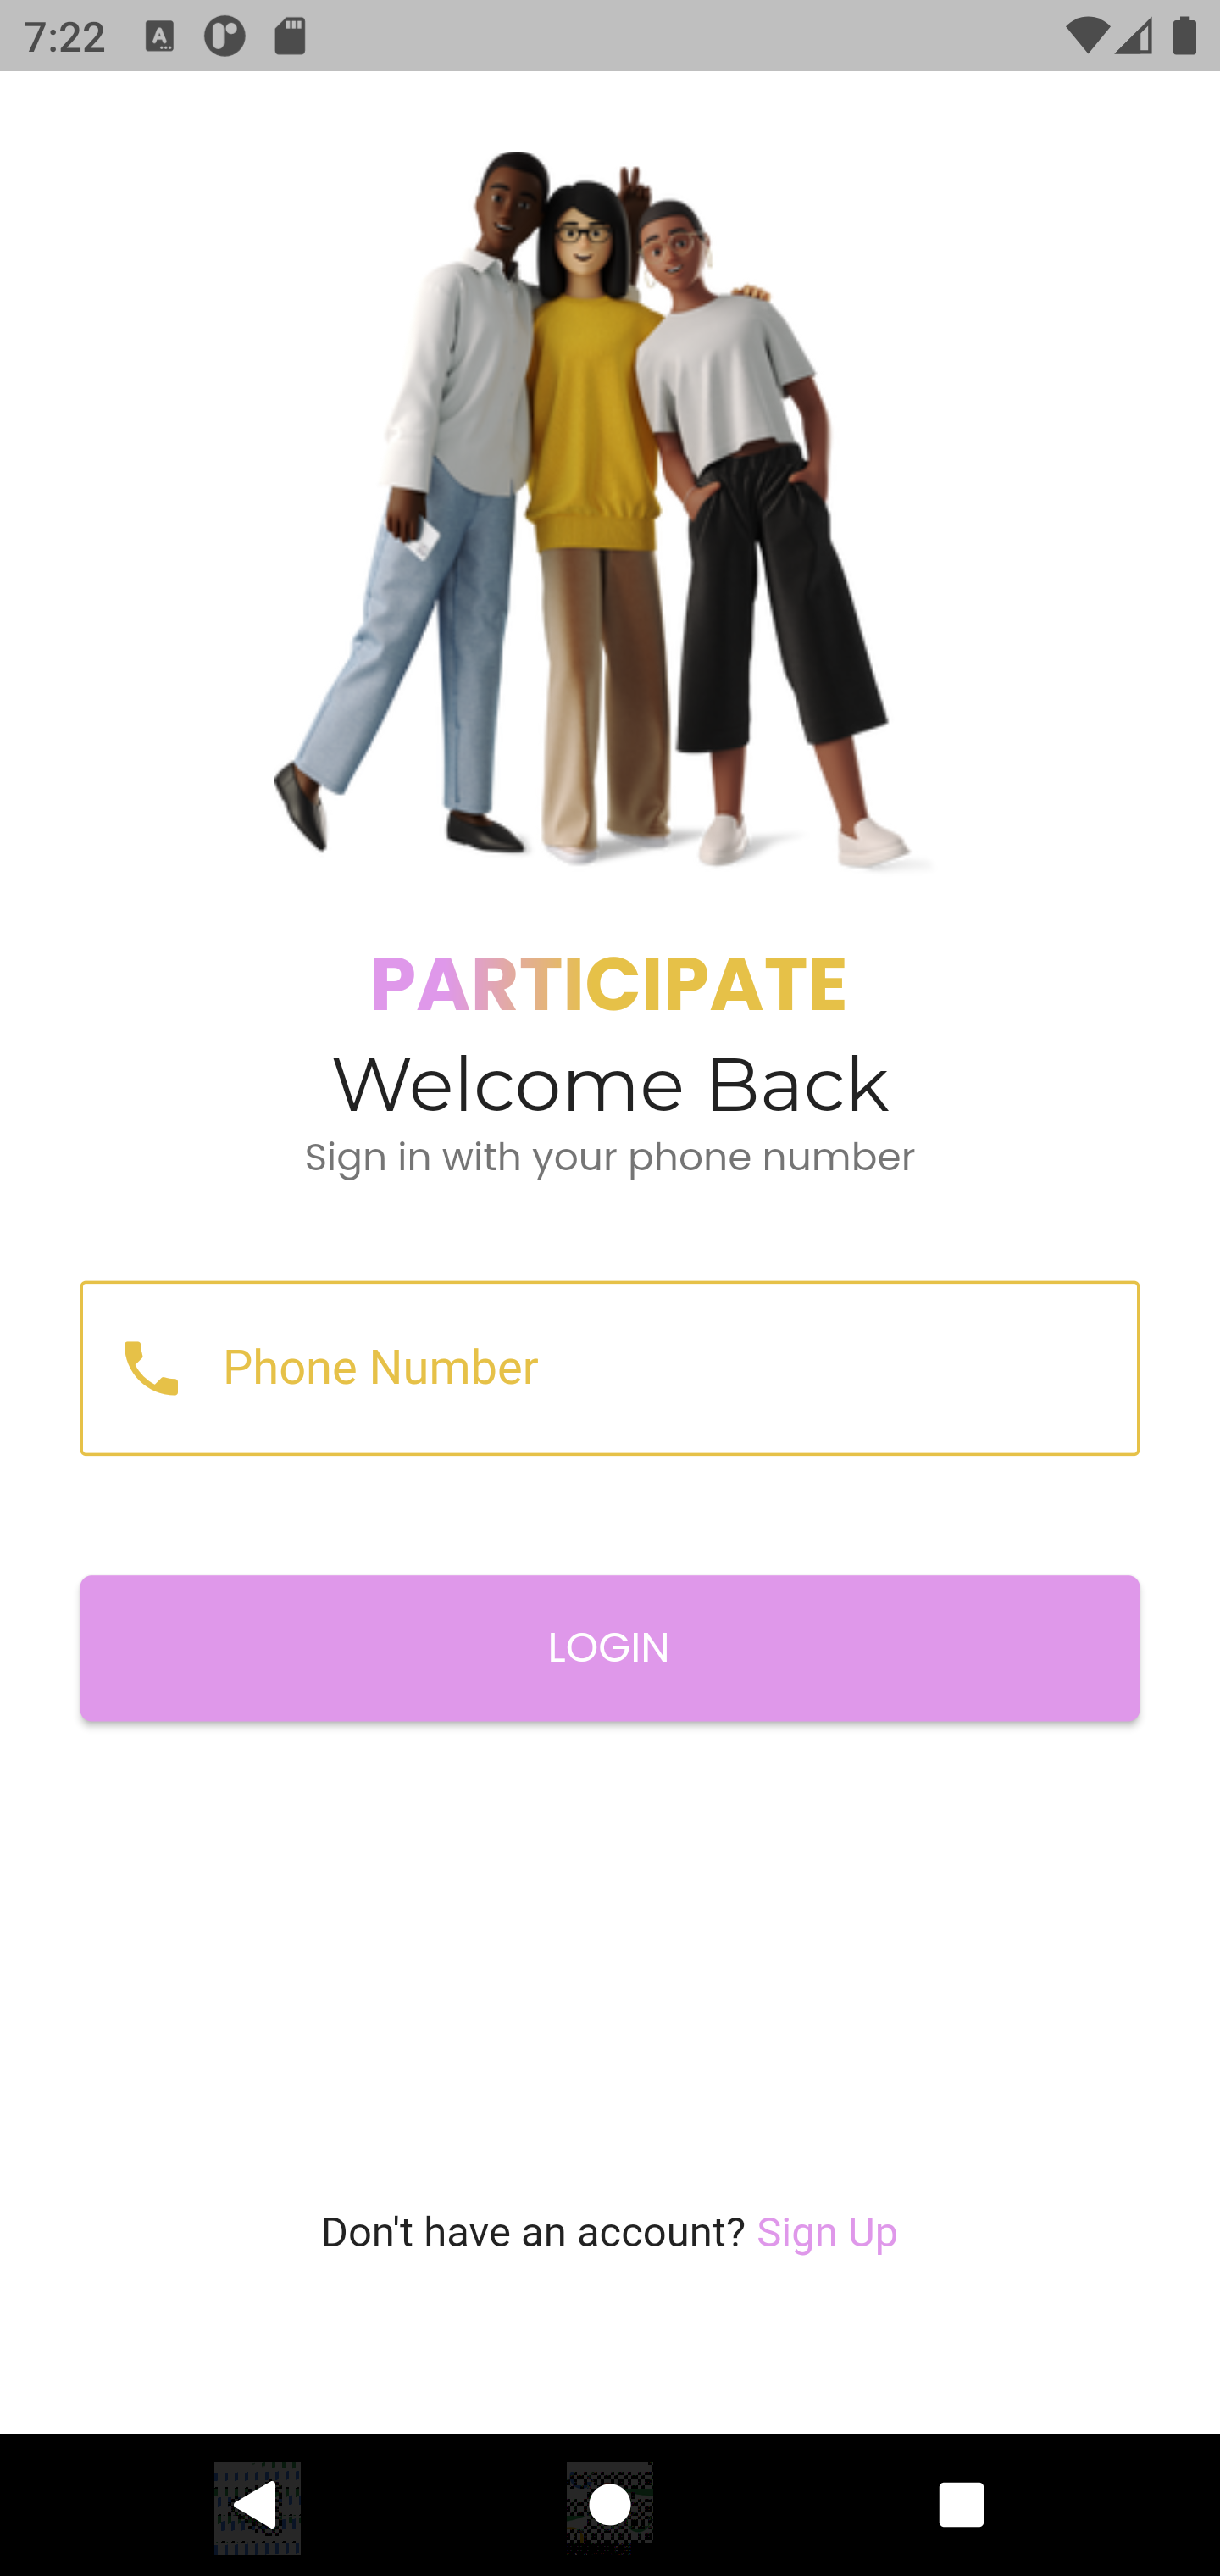 7:22
PARTICIPATE
Welcome Back
Sign in with your phone number
Phone Number
LOGIN
Don't have an account? Sign Up